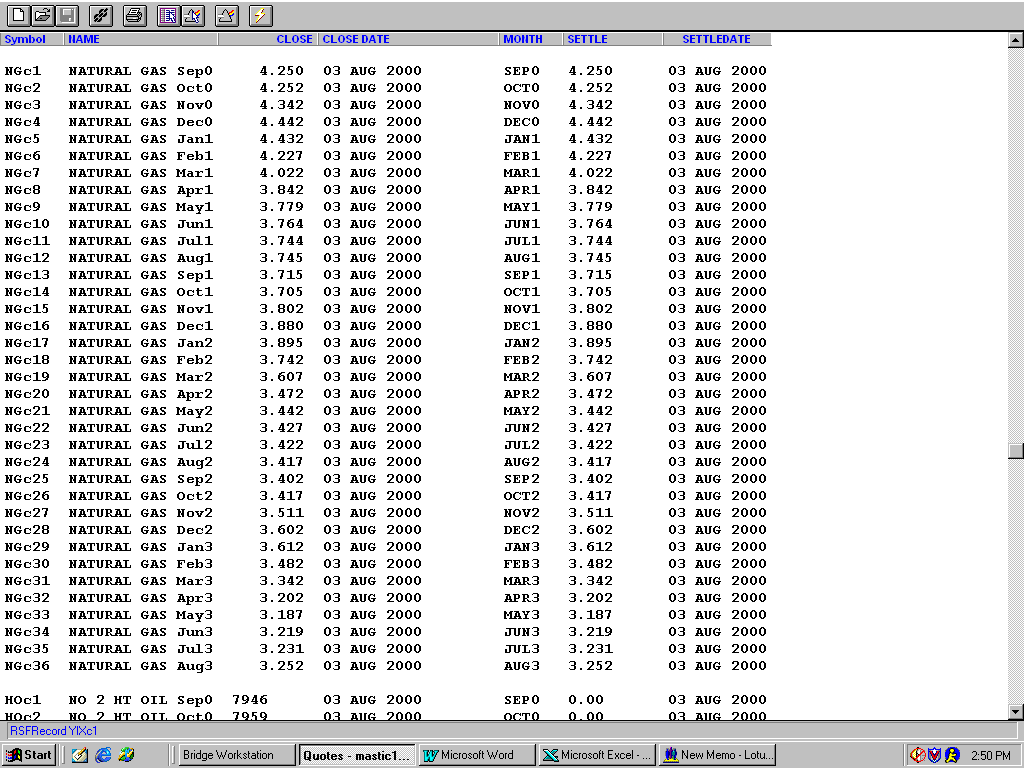 Symbol NAME CLOSE CLOSE DATE MONTH SETTLE SETTLEDATE
NGc1 NATURAL GAS Sep0 4.250 03 AUG 2000 SEP0 4.250 03 AUG 2000
NGc2 NATURAL GAS Oct0 4.252 03 AUG 2000 OCT0 4.252 03 AUG 2000
NGc3 NATURAL GAS Nov0 4.342 03 AUG 2000 NOV0 4.342 03 AUG 2000
NGc4 NATURAL GAS Dec0 4.442 03 AUG 2000 DEC0 4.442 03 AUG 2000
NGc5 NATURAL GAS Jan1 4.432 03 AUG 2000 JAN1 4.432 03 AUG 2000
NGc6 NATURAL GAS Feb1 4.227 03 AUG 2000 FEB1 4.227 03 AUG 2000
NGc7 NATURAL GAS Mar1 4.022 03 AUG 2000 MAR1 4.022 03 AUG 2000
NGc8 NATURAL GAS Apr1 3.842 03 AUG 2000 APR1 3.842 03 AUG 2000
NGc9 NATURAL GAS May1 3.779 03 AUG 2000 MAY1 3.779 03 AUG 2000
NGc10 NATURAL GAS Jun1 3.764 03 AUG 2000 JUN1 3.764 03 AUG 2000
NGc11 NATURAL GAS Jul1 3.744 03 AUG 2000 JUL1 3.744 03 AUG 2000
NGc12 NATURAL GAS Aug1 3.745 03 AUG 2000 AUG1 3.745 03 AUG 2000
NGc13 NATURAL GAS Sep1 3.715 03 AUG 2000 SEP1 3.715 03 AUG 2000
NGc14 NATURAL GAS Oct1 3.705 03 AUG 2000 OCT1 3.705 03 AUG 2000
NGc15 NATURAL GAS Nov1 3.802 03 AUG 2000 NOV1 3.802 03 AUG 2000
NGc16 NATURAL GAS Dec1 3.880 03 AUG 2000 DEC1 3.880 03 AUG 2000
NGc17 NATURAL GAS Jan2 3.895 03 AUG 2000 JAN2 3.895 03 AUG 2000
NGc18 NATURAL GAS Feb2 3.742 03 AUG 2000 FEB2 3.742 03 AUG 2000
NGc19 NATURAL GAS Mar2 3.607 03 AUG 2000 MAR2 3.607 03 AUG 2000
NGc20 NATURAL GAS Apr2 3.472 03 AUG 2000 APR2 3.472 03 AUG 2000
NGc21 NATURAL GAS May2 3.442 03 AUG 2000 MAY2 3.442 03 AUG 2000
NGc22 NATURAL GAS Jun2 3.427 03 AUG 2000 JUN2 3.427 03 AUG 2000
NGc23 NATURAL GAS Jul2 3.422 03 AUG 2000 JUL2 3.422 03 AUG 2000
NGc24 NATURAL GAS Aug2 3.417 03 AUG 2000 AUG2 3.417 03 AUG 2000
NGc25 NATURAL GAS Sep2 3.402 03 AUG 2000 SEP2 3.402 03 AUG 2000
NGc26 NATURAL GAS Oct2 3.417 03 AUG 2000 OCT2 3.417 03 AUG 2000
NGc27 NATURAL GAS Nov2 3.511 03 AUG 2000 NOV2 3.511 03 AUG 2000
NGc28 NATURAL GAS Dec2 3.602 03 AUG 2000 DEC2 3.602 03 AUG 2000
NGc29 NATURAL GAS Jan3 3.612 03 AUG 2000 JAN3 3.612 03 AUG 2000
NGc30 NATURAL GAS Feb3 3.482 03 AUG 2000 FEB3 3.482 03 AUG 2000
NGc31 NATURAL GAS Mar3 3.342 03 AUG 2000 MAR3 3.342 03 AUG 2000
NGc32 NATURAL GAS Apr3 3.202 03 AUG 2000 APR3 3.202 03 AUG 2000
NGc33 NATURAL GAS May3 3.187 03 AUG 2000 MAY3 3.187 03 AUG 2000
NGc34 NATURAL GAS Jun3 3.219 03 AUG 2000 JUN3 3.219 03 AUG 2000
NGc35 NATURAL GAS Jul3 3.231 03 AUG 2000 JUL3 3.231 03 AUG 2000
NGc36 NATURAL GAS Aug3 3.252 03 AUG 2000 AUG3 3.252 03 AUG 2000
HOc1 NO 2 HT OIL Sep0 7946 03 AUG 2000 SEP0 0.00 03 AUG 2000
HOc2 NO 2 HT OIL Oct0 7959 03 AUG 2000 OCT0 0.00 03 AUG 2000
RSFRecord YIXc1
Start Bridge Workstation Quotes - mastic1... Microsoft Word Microsoft Excel - ... New Memo - Lotu... 2:50 PM